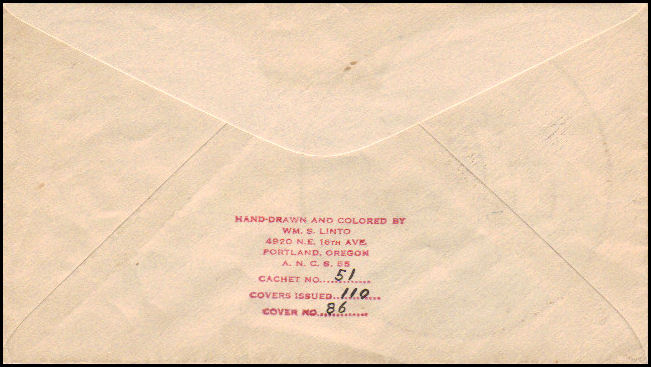 HAND-DRAWN AND COLORED BY
WM. S. LINTO
4920 N.E. 16TH AVE.
PORTLAND, OREGON
A. N. C. S. 55
CACHET NO....51....
COVERS ISSUED..110...
COVER NO..86.....